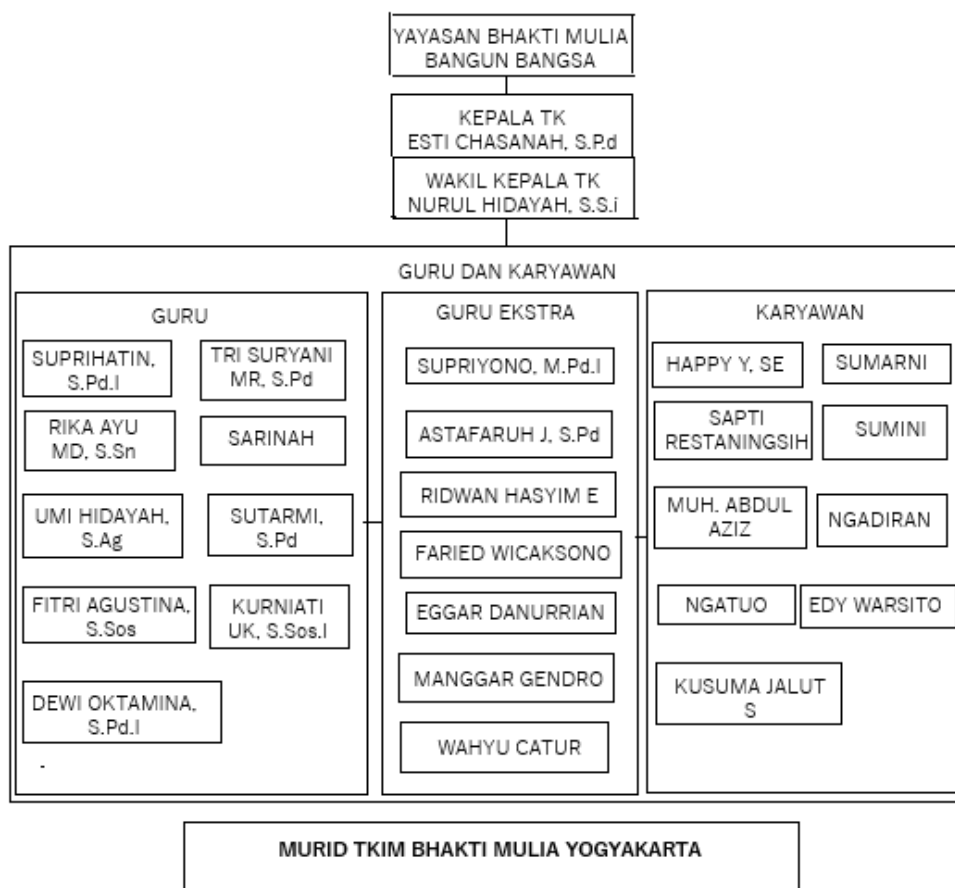 YAYASAN BHAKTI MULIA
BANGUN BANGSA
KEPALA TK
ESTI CHASANAH, S.P.d
WAKIL KEPALA TK
NURUL HIDAYAH, S.S.i
GURU DAN KARYAWAN
GURU
SUPRIHATIN,
S.Pd.I
TRI SURYANI
MR, S.Pd
RIKA AYU
MD, S.Sn
SARINAH
UMI HIDAYAH,
S.Ag
SUTARMI,
S.Pd
FITRI AGUSTINA,
S.Sos
KURNIATI
UK, S.Sos.I
DEWI OKTAMINA,
S.Pd.I
-
GURU EKSTRA
SUPRIYONO, M.Pd.I
ASTAFARUH J, S.Pd
RIDWAN HASYIM E
FARIED WICAKSONO
EGGAR DANURRIAN
MANGGAR GENDRO
WAHYU CATUR
KARYAWAN
HAPPY Y, SE
SUMARNI
SAPTI
RESTANINGSIH
SUMINI
MUH. ABDUL
AZIZ
NGADIRAN
NGATUO
EDY WARSITO
KUSUMA JALUT
S
MURID TKIM BHAKTI MULIA YOGYAKARTA